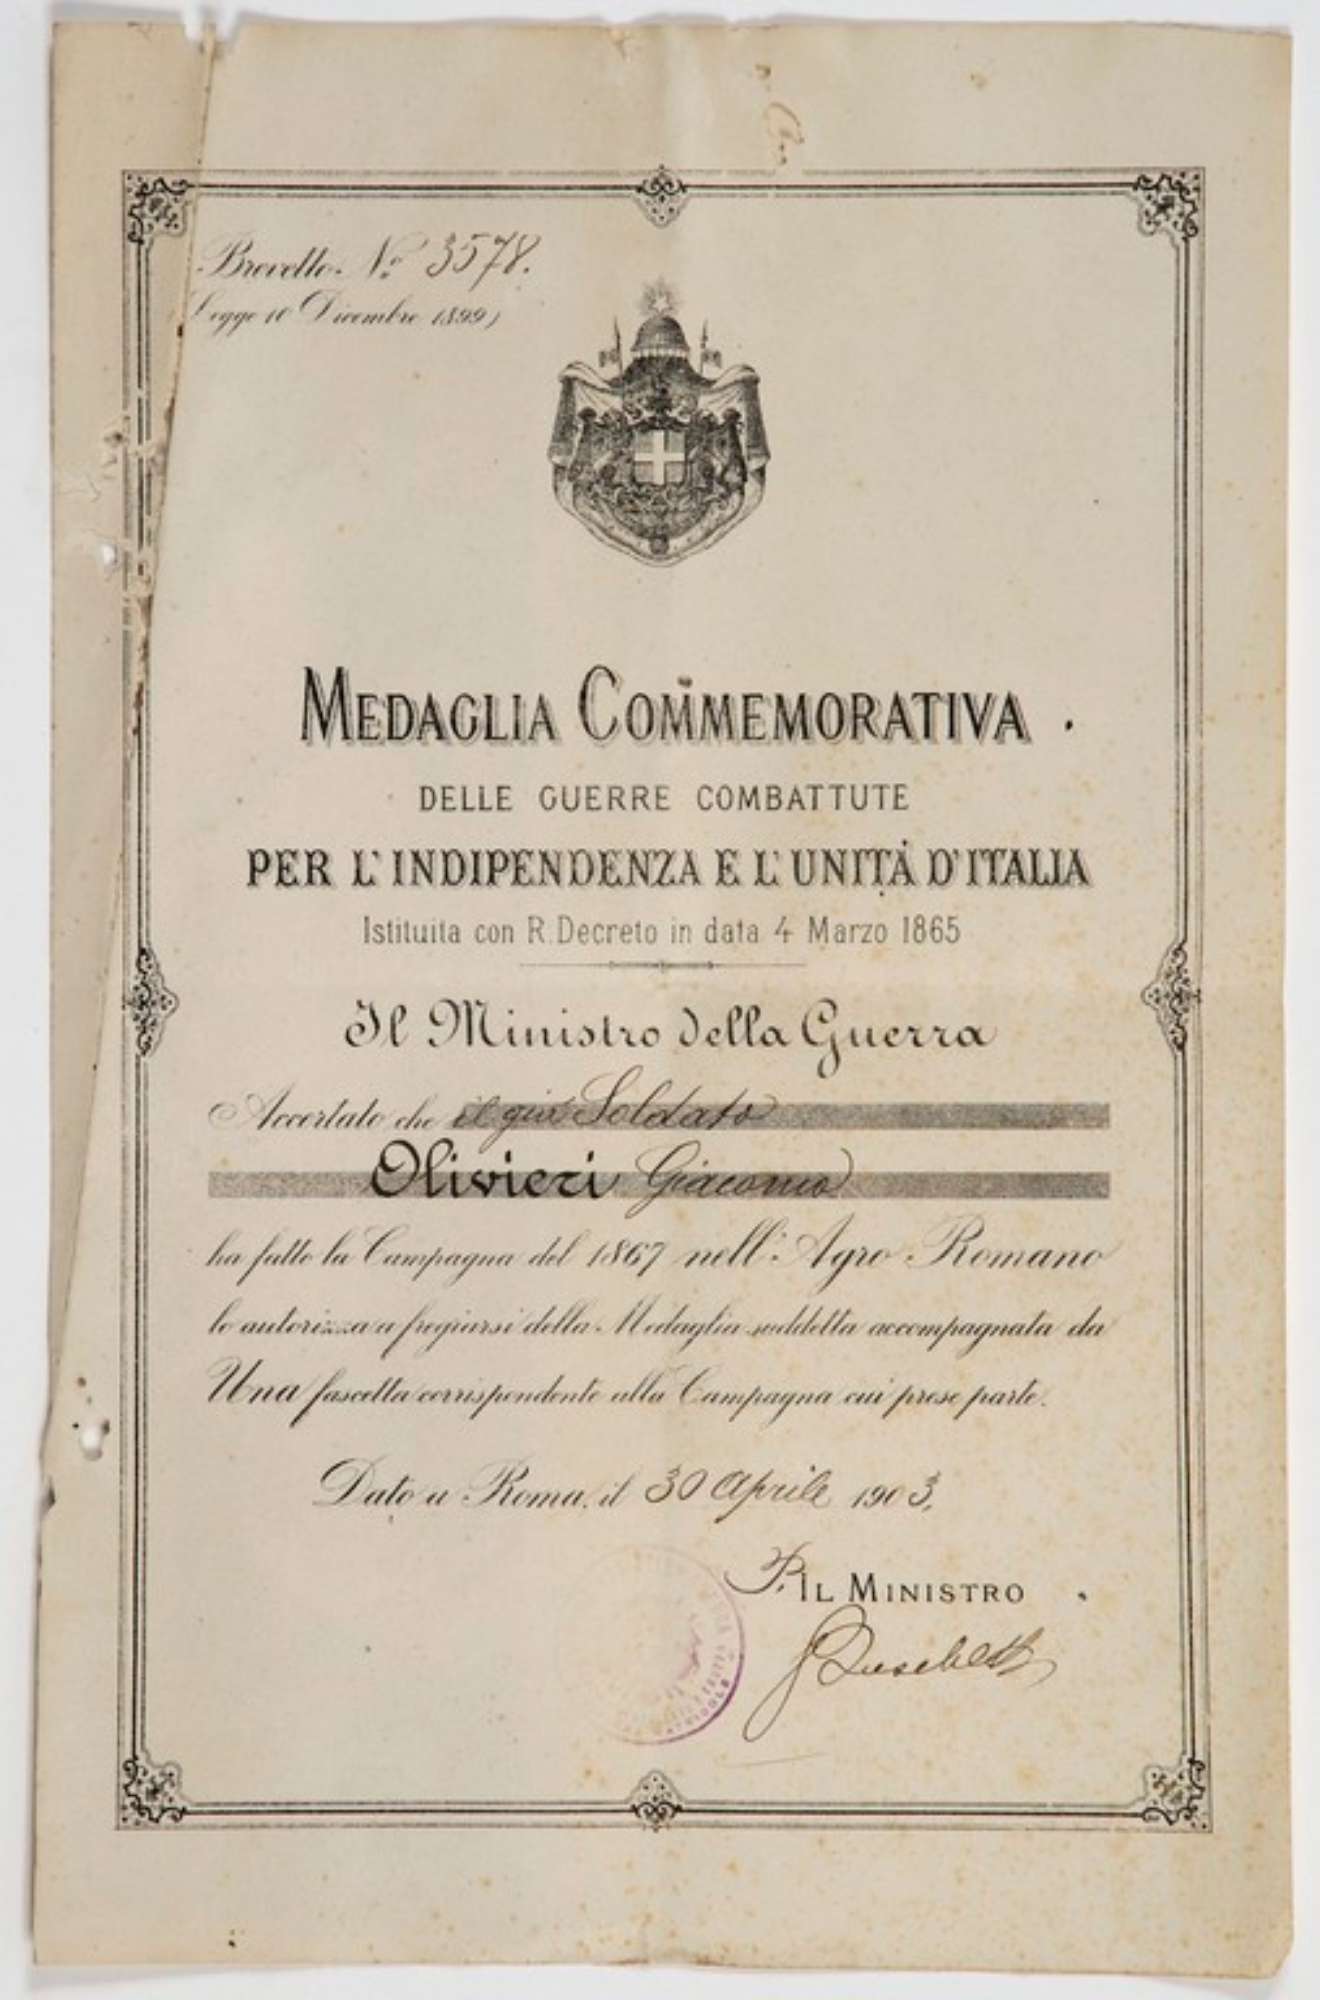 Brevetto N.º 3578.
Legge 10 Dicembre 1899)
MEDAGLIA COMMEMORATIVA
DELLE GUERRE COMBATTUTE
PER L'INDIPENDENZA E L'UNITÀ D'ITALIA
Istituita con R. Decreto in data 4 Marzo 1865
Il Ministro della Guerra
Accertato che il già Soldato
Olivieri Giacomo
ha fatto la Campagna del 1867 nell'Agro Romano
lo autorizza a fregiarsi della Medaglia suddetta accompagnata da
Una fascetta corrispondente alla Campagna cui prese parte.
Dato a Roma, il 30 Aprile 1903.
P. IL MINISTRO